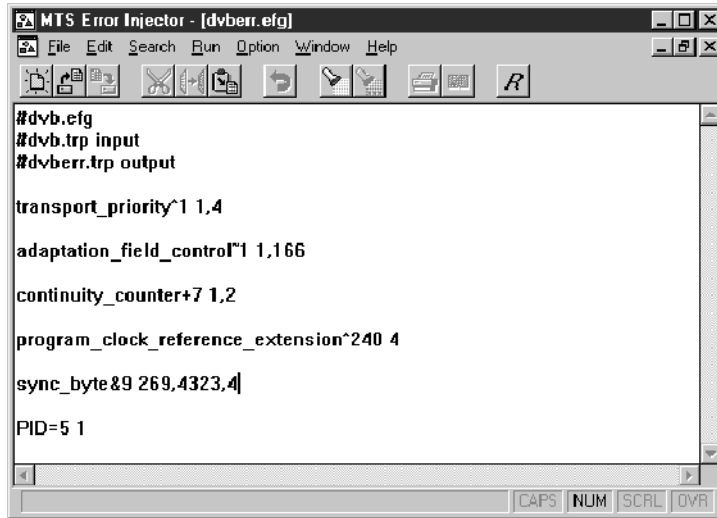 MTS Error Injector - [dvberr.efg]
File Edit Search Run Option Window Help
R
#dvb.efg
#dvb.trp input
#dvberr.trp output
transport_priority^1 1,4
adaptation_field_control~1 1,166
continuity_counter+7 1,2
program_clock_reference_extension^240 4
sync_byte&9 269,4323,4
PID=5 1
CAPS NUM SCRL OVR